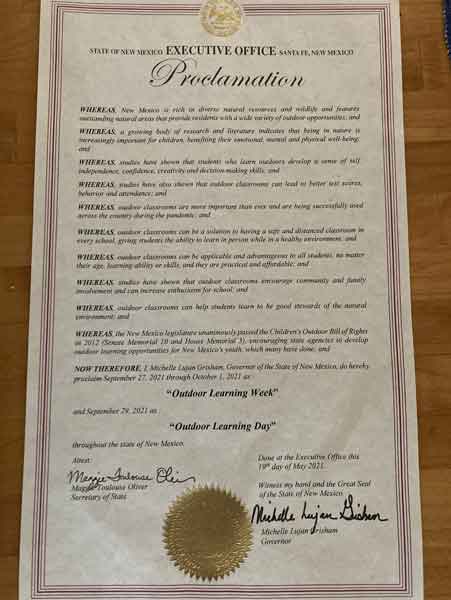 STATE OF NEW MEXICO EXECUTIVE OFFICE SANTA FE, NEW MEXICO
Proclamation
WHEREAS, New Mexico is rich in diverse natural resources and wildlife and features
outstanding natural areas that provide residents with a wide variety of outdoor opportunities; and
WHEREAS, a growing body of research and literature indicates that being in nature is
increasingly important for children, benefiting their emotional, mental and physical well-being;
and
WHEREAS, studies have shown that students who learn outdoors develop a sense of self
independence, confidence, creativity and decision-making skills; and
WHEREAS, studies have also shown that outdoor classrooms can lead to better test scores,
behavior and attendance; and
WHEREAS, outdoor classrooms are more important than ever and are being successfully used
across the country during the pandemic; and
WHEREAS, outdoor classrooms can be a solution to having a safe and distanced classroom in
every school, giving students the ability to learn in person while in a healthy environment; and
WHEREAS, outdoor classrooms can be applicable and advantageous to all students, no matter
their age, learning ability or skills, and they are practical and affordable; and
WHEREAS, studies have shown that outdoor classrooms encourage community and family
involvement and can increase enthusiasm for school; and
WHEREAS, outdoor classrooms can help students learn to be good stewards of the natural
environment; and
WHEREAS, the New Mexico legislature unanimously passed the Children's Outdoor Bill of Rights
in 2012 (Senate Memorial 10 and House Memorial 3), encouraging state agencies to develop
outdoor learning opportunities for New Mexico's youth, which many have done; and
NOW THEREFORE, I, Michelle Lujan Grisham, Governor of the State of New Mexico, do hereby
proclaim September 27, 2021 through October 1, 2021 as:
"Outdoor Learning Week"
and September 29, 2021 as:
"Outdoor Learning Day"
throughout the state of New Mexico.
Attest:
Maggie Toulouse Oliver
Maggie Toulouse Oliver
Secretary of State
Done at the Executive Office this
19th day of May 2021.
Witness my hand and the Great Seal
of the State of New Mexico.
Michelle Lujan Grisham
Michelle Lujan Grisham
Governor